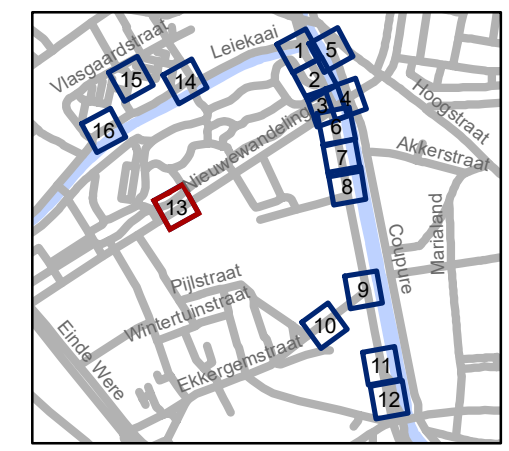 Vlasgaardstraat
Leiekaai
1
5
15
14
2
3
4
16
6
Hoogstraat
Nieuwewandeling
7
Akkerstraat
8
13
Marialand
Coupure
Pijlstraat
9
Wintertuinstraat
10
Einde Were
Ekkergemstraat
11
12